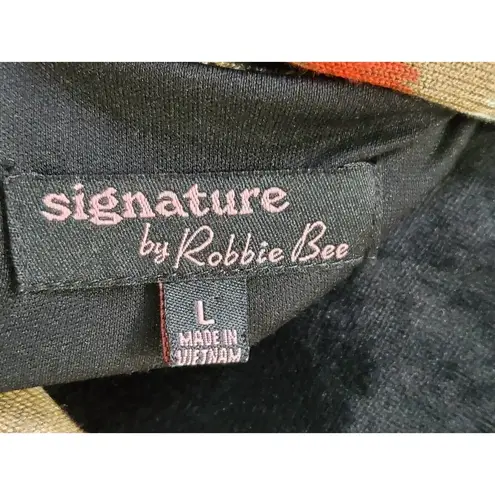 signature
by Robbie Bee
L
MADE IN
VIETNAM